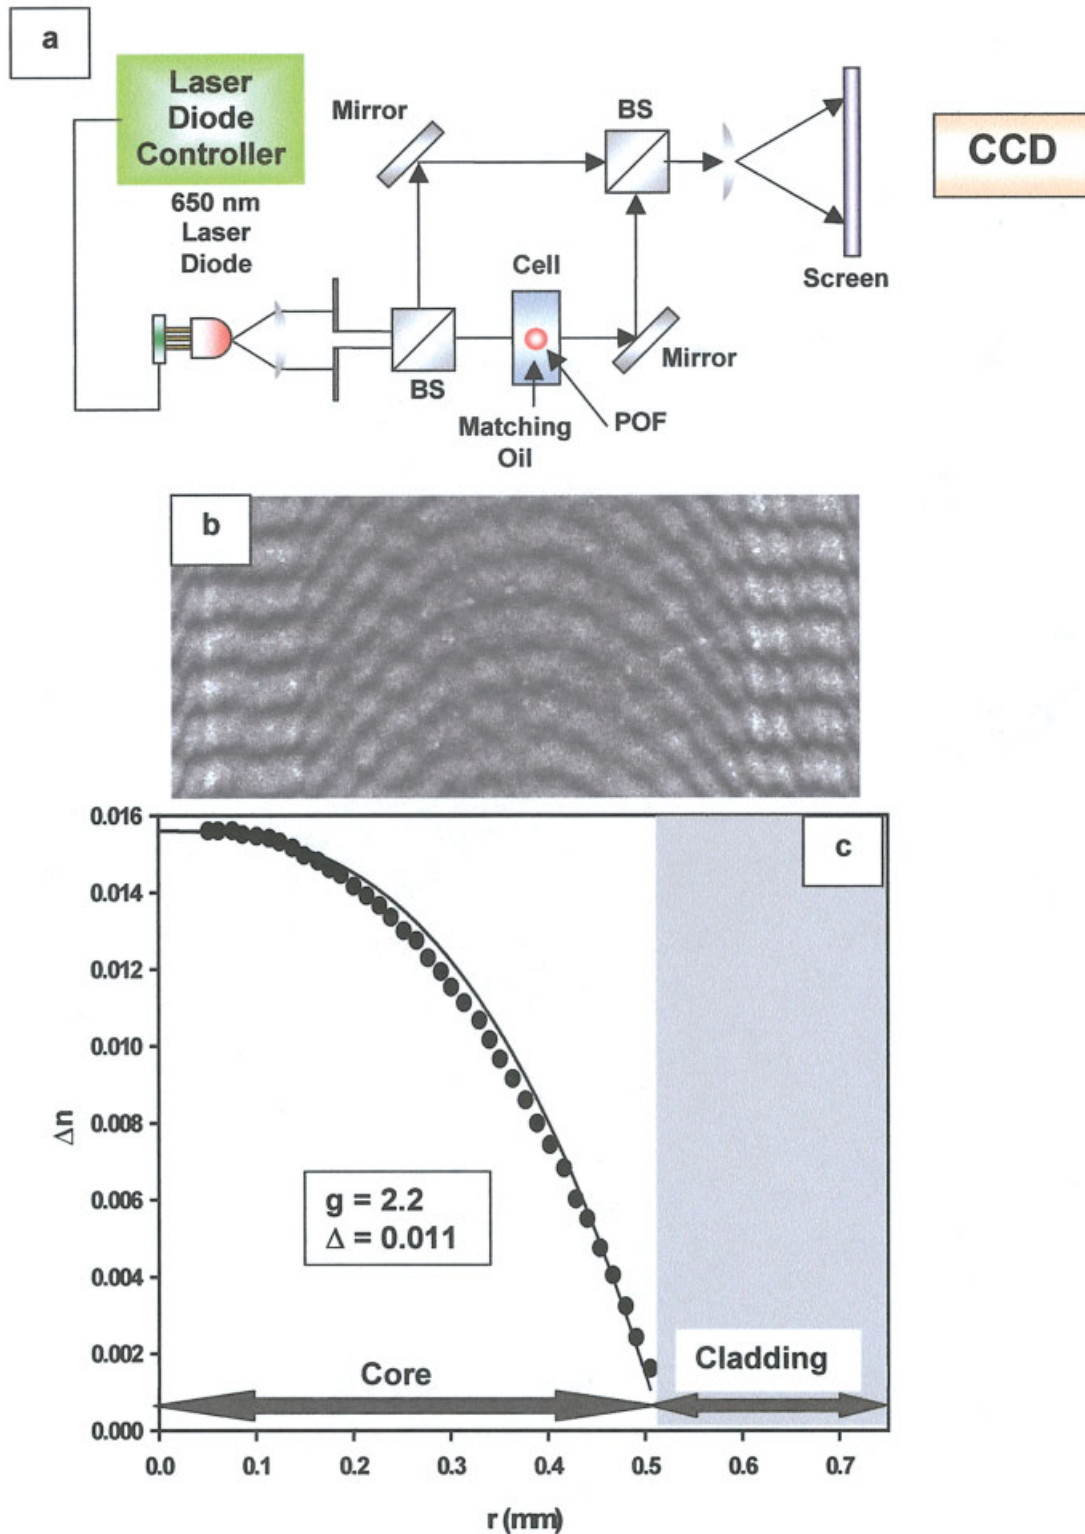 a
Laser
Diode
Controller
650 nm
Laser
Diode
Mirror
BS
CCD
Screen
Cell
BS
Mirror
Matching
Oil
POF
b
c
0.016
0.014
0.012
0.010
0.008
0.006
0.004
0.002
0.000
Δn
g = 2.2
Δ = 0.011
Core
Cladding
0.0 0.1 0.2 0.3 0.4 0.5 0.6 0.7
r (mm)